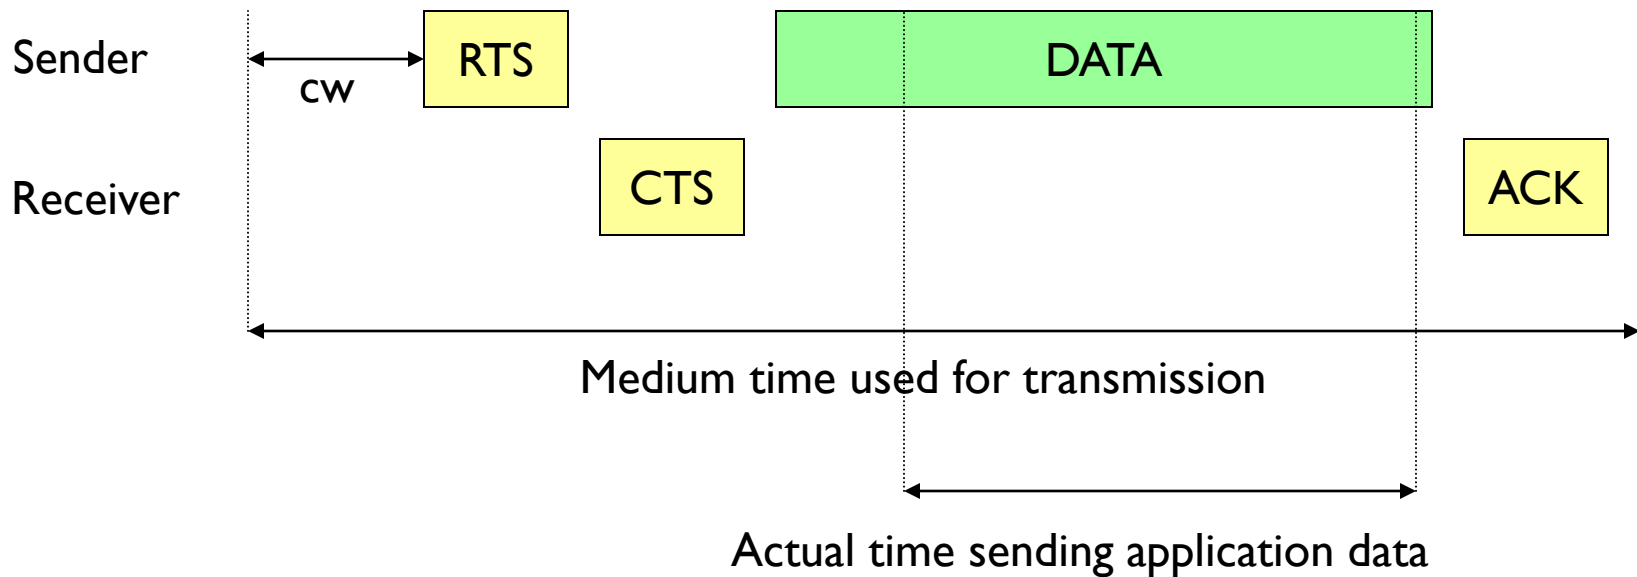 Sender
cw
RTS
DATA
Receiver
CTS
ACK
Medium time used for transmission
Actual time sending application data